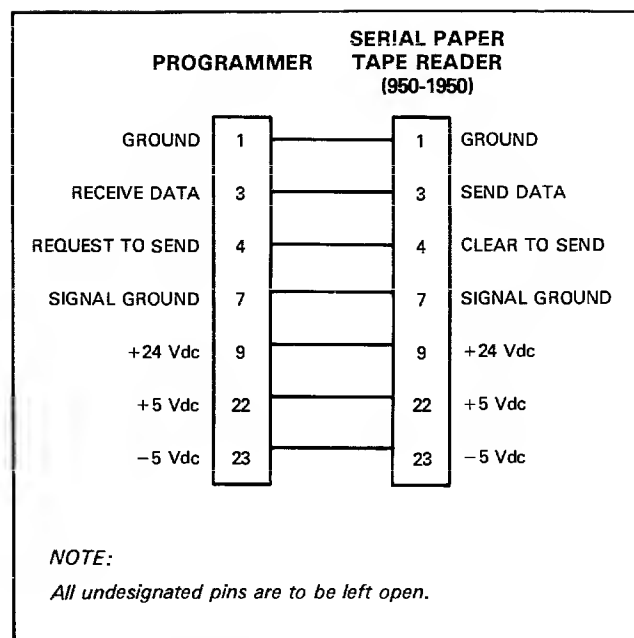 PROGRAMMER SERIAL PAPER TAPE READER (950-1950)
GROUND 1 1 GROUND
RECEIVE DATA 3 3 SEND DATA
REQUEST TO SEND 4 4 CLEAR TO SEND
SIGNAL GROUND 7 7 SIGNAL GROUND
+24 Vdc 9 9 +24 Vdc
+5 Vdc 22 22 +5 Vdc
−5 Vdc 23 23 −5 Vdc
NOTE:
All undesignated pins are to be left open.